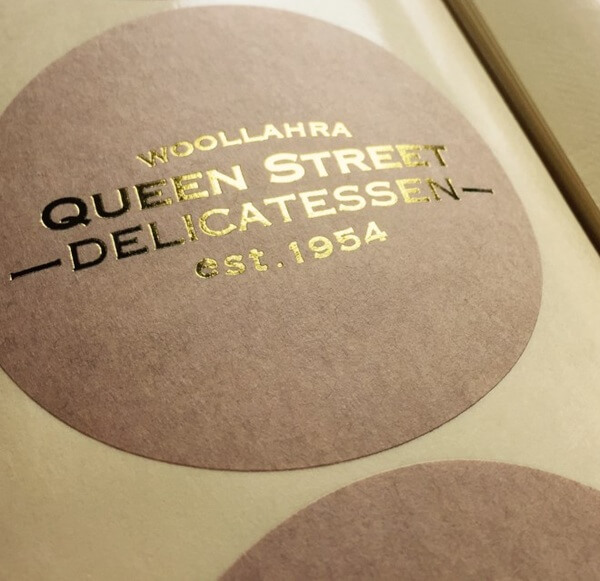 WOOLLAHRA
QUEEN STREET
—DELICATESSEN—
est.1954